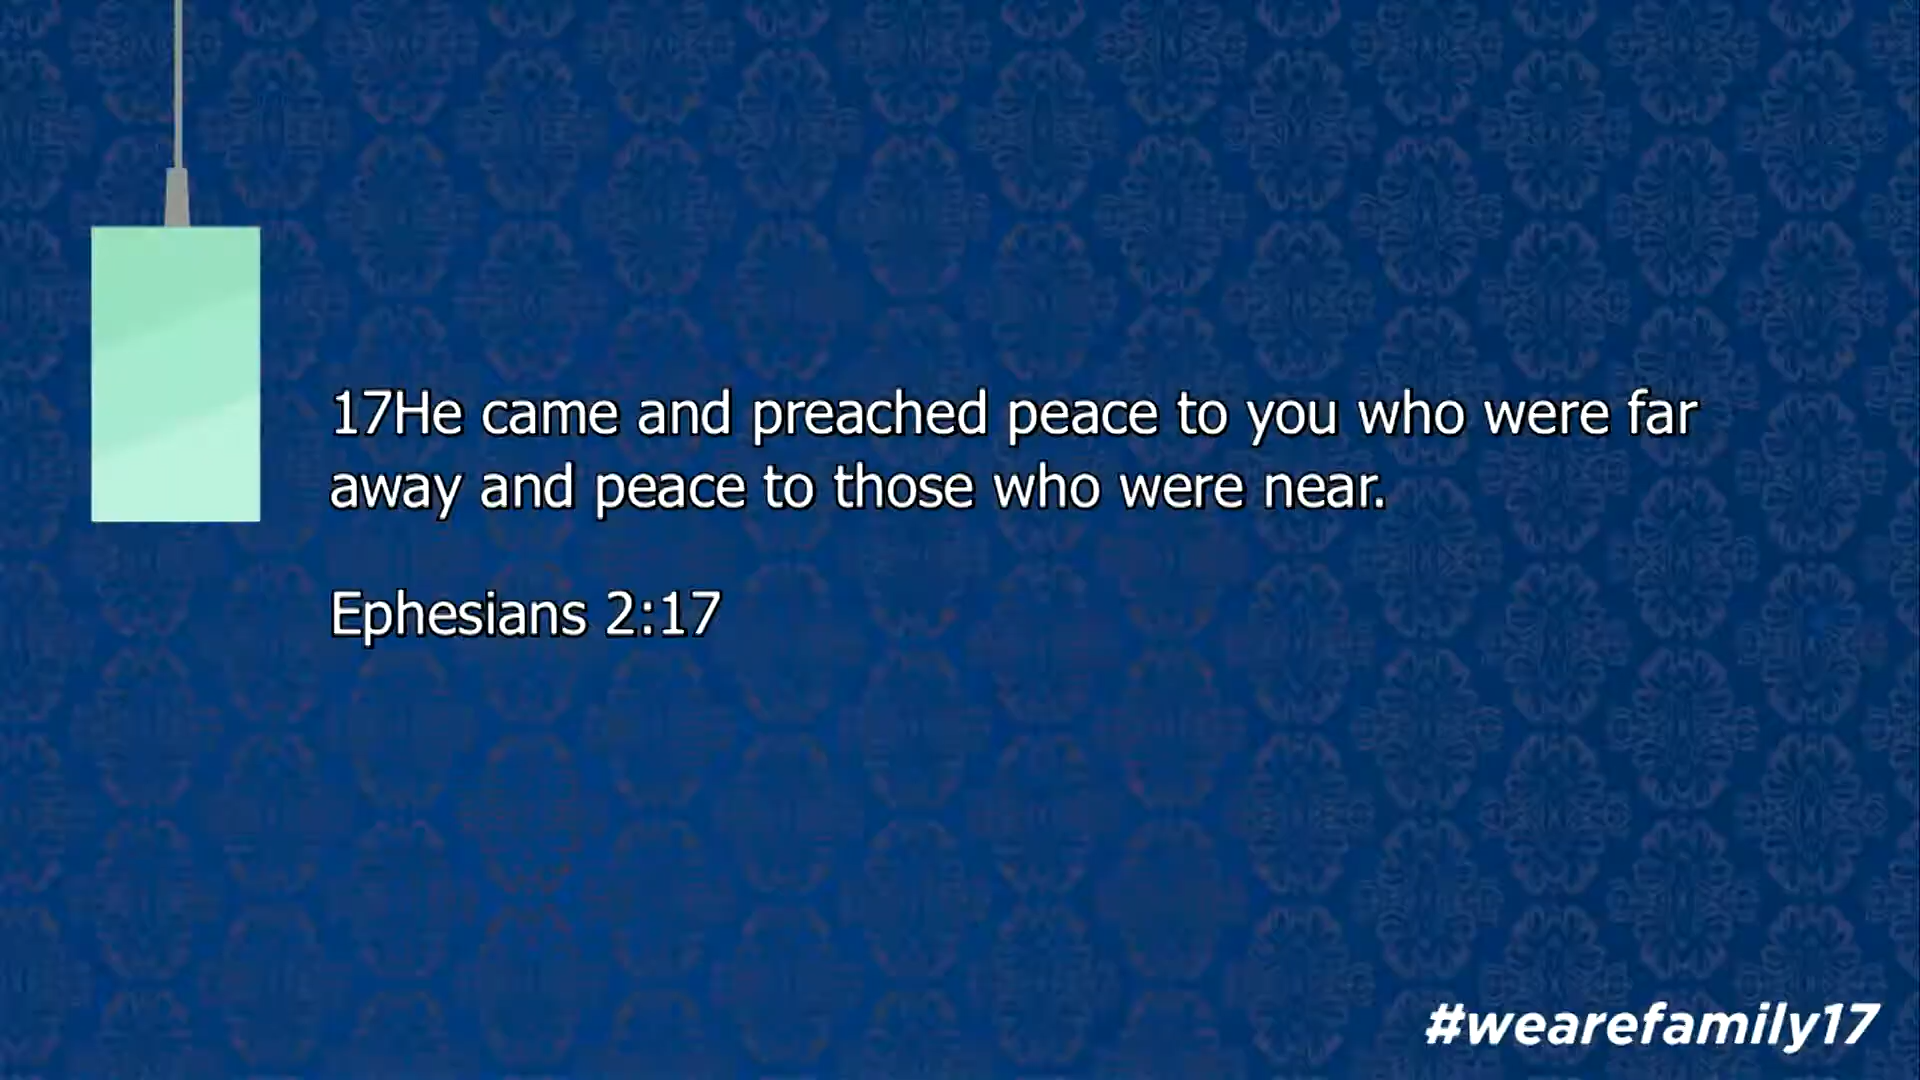 17He came and preached peace to you who were far
away and peace to those who were near.
Ephesians 2:17
#wearefamily17